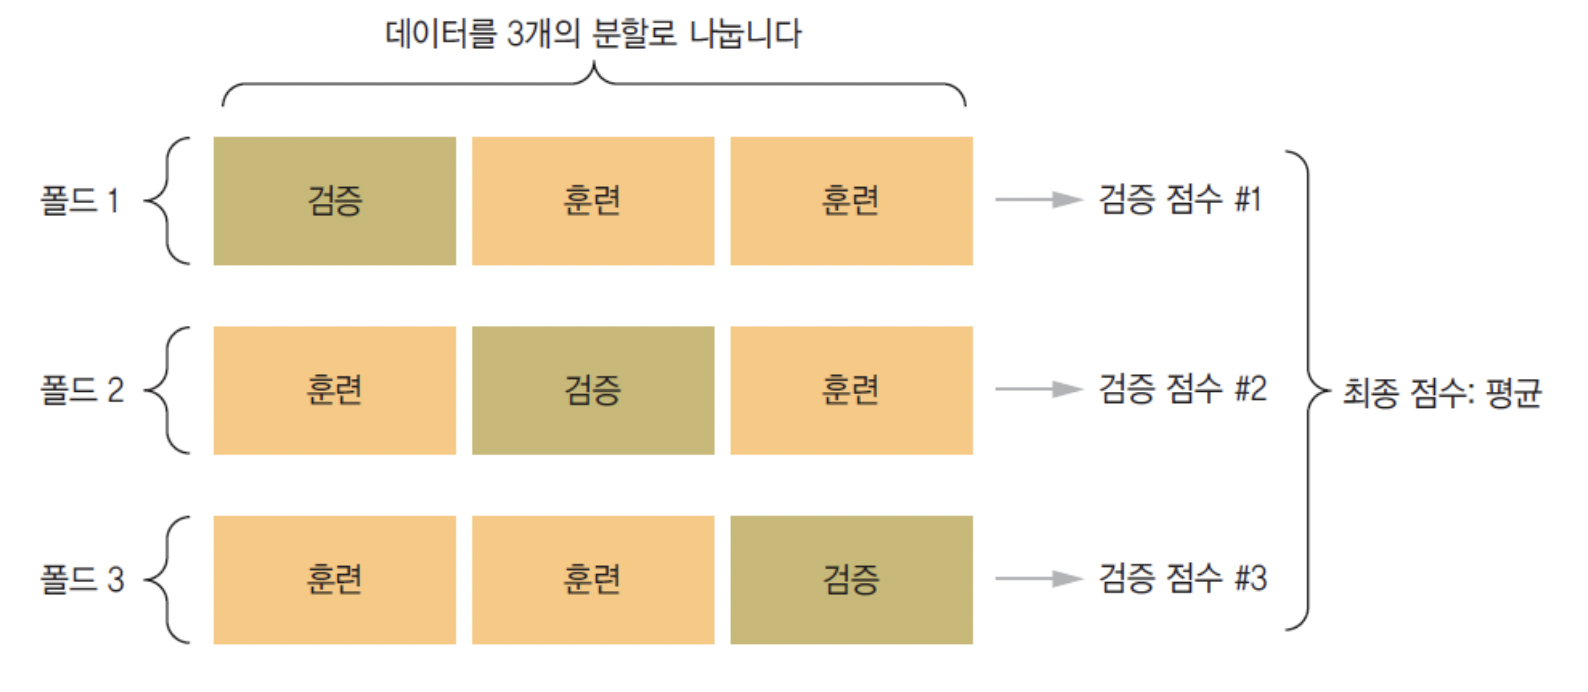 데이터를 3개의 분할로 나눕니다
폴드 1
검증
훈련
훈련
검증 점수 #1
폴드 2
훈련
검증
훈련
검증 점수 #2
최종 점수: 평균
폴드 3
훈련
훈련
검증
검증 점수 #3